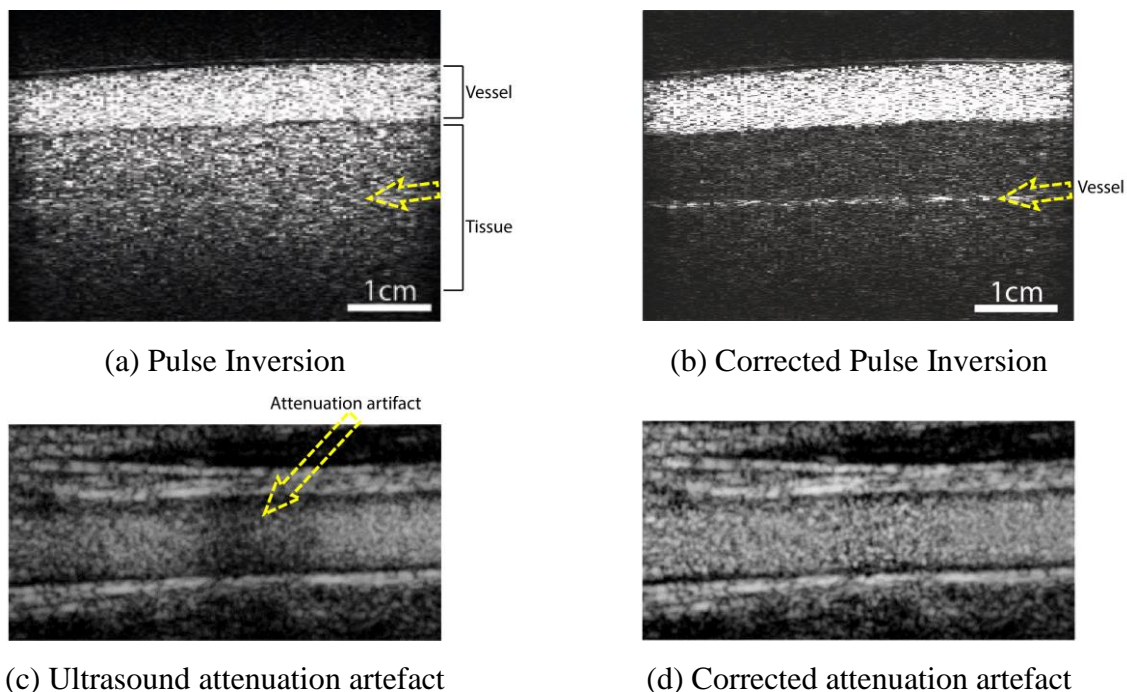 Vessel
Tissue
1cm
Vessel
1cm
(a) Pulse Inversion
(b) Corrected Pulse Inversion
Attenuation artifact
(c) Ultrasound attenuation artefact
(d) Corrected attenuation artefact